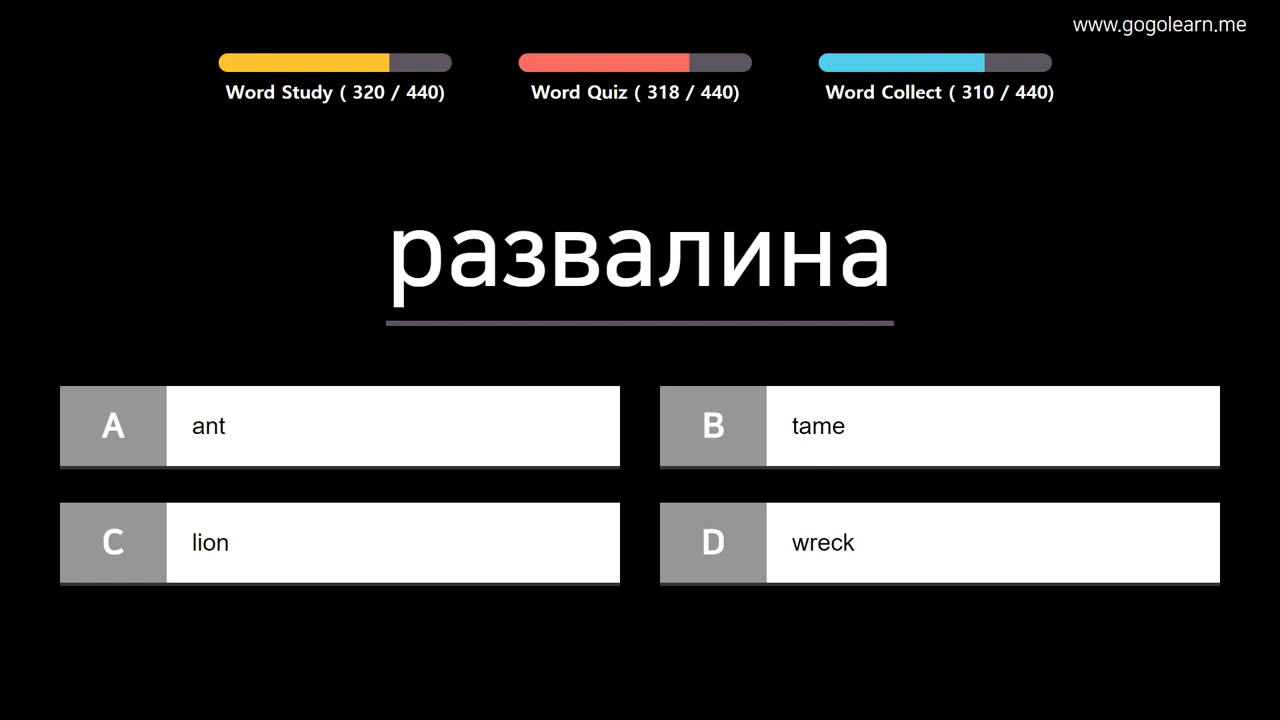 www.gogolearn.me
Word Study ( 320 / 440)
Word Quiz ( 318 / 440)
Word Collect ( 310 / 440)
развалина
A ant
B tame
C lion
D wreck